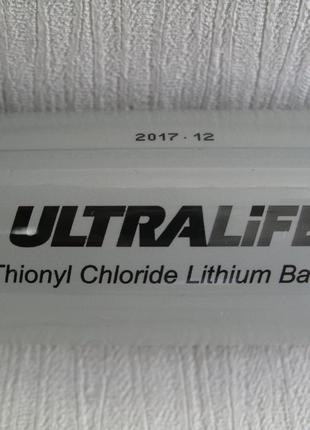 2017·12
ULTRALiFE
Thionyl Chloride Lithium Ba